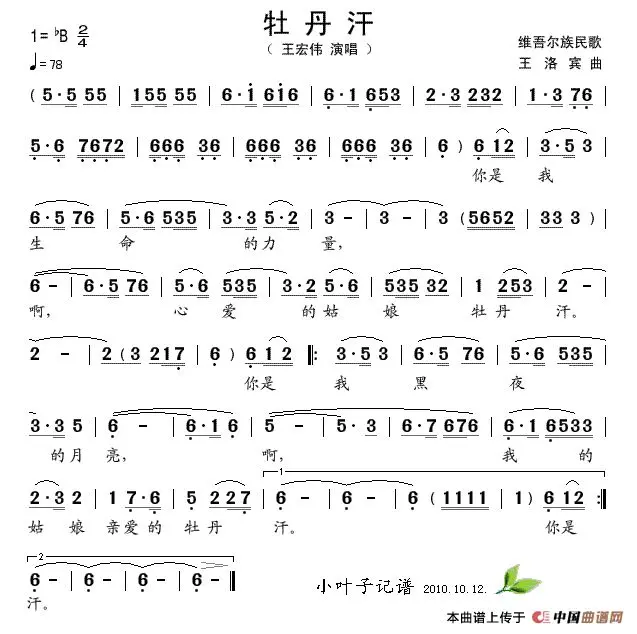 牡丹汗
1=♭B 2/4
（ 王宏伟 演唱 ）
维吾尔族民歌
♩=78
王 洛 宾 曲
( 5·5 55 | 155 55 | 6·i 6i6 | 6·i 653 | 2·3 232 | 1·3 76 |
5·6 7672 | 666 36 | 666 36 | 666 36 | 6 ) 6 12 | 3·5 3 |
你是 我
6·5 76 | 5·6 535 | 3·3 5·2 | 3 - | 3 - | 3 (5652 | 33 3 ) |
生 命 的力 量,
6 - | 6·5 76 | 5·6 535 | 3·2 5·6 | 535 32 | 1 253 | 2 - |
啊, 心 爱 的姑 娘 牡丹 汗。
2 - | 2 ( 3 217 | 6 ) 6 12 |: 3·5 3 | 6·5 76 | 5·6 535 |
你是 我 黑 夜
3·3 5 | 6 - | 6·1 6 | 5 - | 5· 3 | 6·7 676 | 6·1 6533 |
的月 亮, 啊, 我 的
1
2·3 2 | 1 7·6 | 5 227 | 6 - | 6 - | 6 (1111 | 1 ) 6 12 :|
姑 娘 亲爱的 牡丹 汗。 你是
2
6 - | 6 - | 6 - | 6 - ‖
汗。
小叶子记谱 2010.10.12.
本曲谱上传于 中国曲谱网